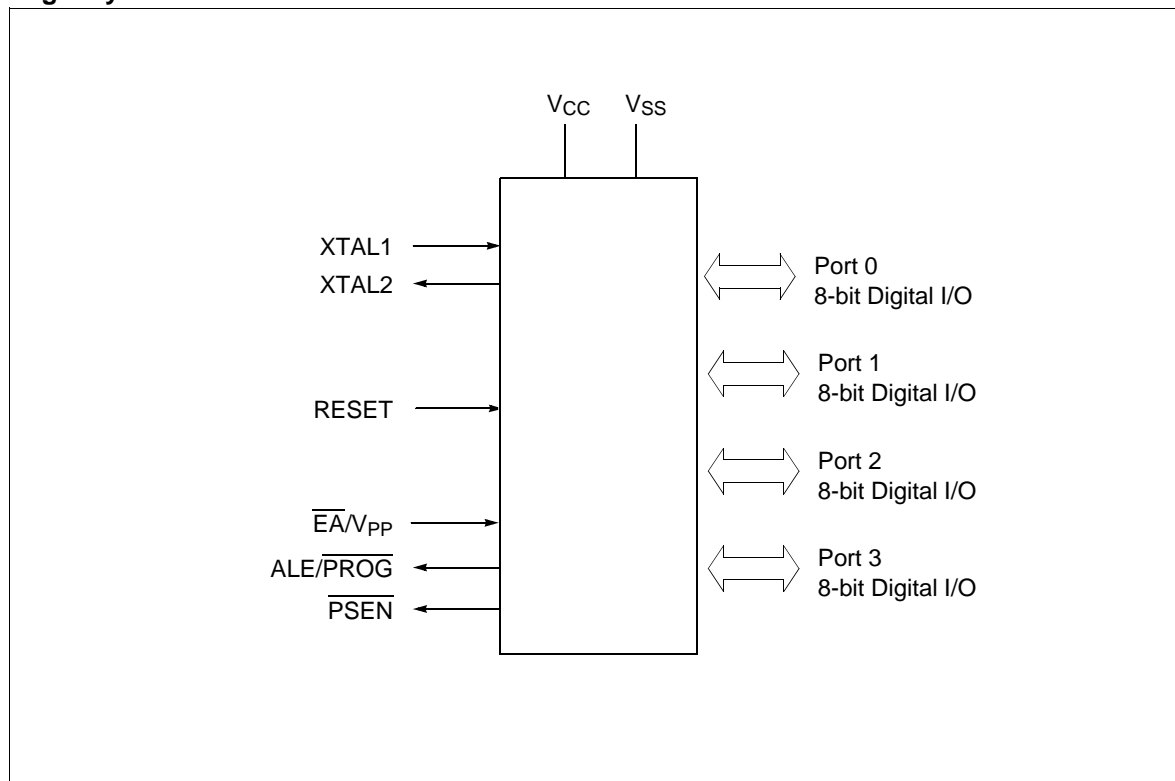 VCC VSS
XTAL1
XTAL2
RESET
EA/VPP
ALE/PROG
PSEN
Port 0
8-bit Digital I/O
Port 1
8-bit Digital I/O
Port 2
8-bit Digital I/O
Port 3
8-bit Digital I/O